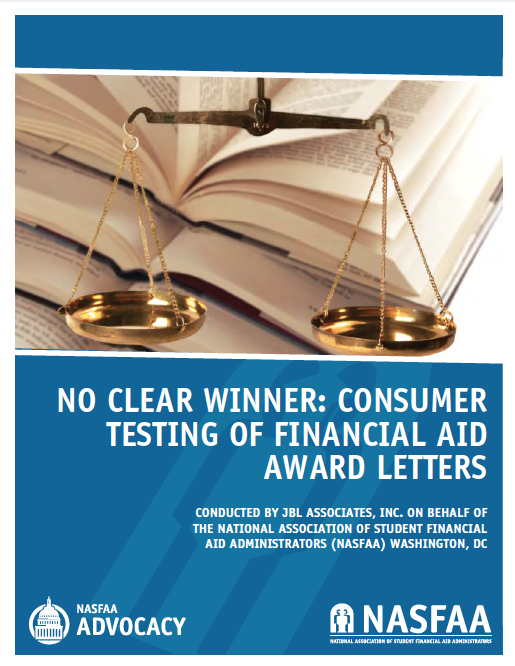 NO CLEAR WINNER: CONSUMER
TESTING OF FINANCIAL AID
AWARD LETTERS
CONDUCTED BY JBL ASSOCIATES, INC. ON BEHALF OF
THE NATIONAL ASSOCIATION OF STUDENT FINANCIAL
AID ADMINISTRATORS (NASFAA) WASHINGTON, DC
NASFAA
ADVOCACY
NASFAA
NATIONAL ASSOCIATION OF STUDENT FINANCIAL AID ADMINISTRATORS